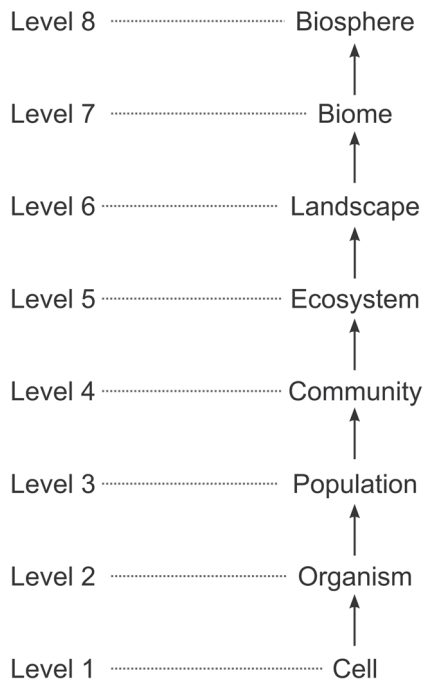 Level 8 Biosphere
Level 7 Biome
Level 6 Landscape
Level 5 Ecosystem
Level 4 Community
Level 3 Population
Level 2 Organism
Level 1 Cell